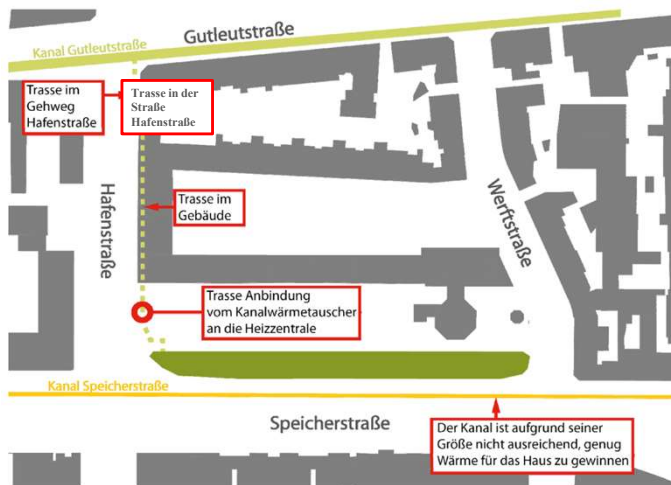 Gutleutstraße
Kanal Gutleutstraße
Trasse im
Gehweg
Hafenstraße
Trasse in der
Straße
Hafenstraße
Hafenstraße
Trasse im
Gebäude
Werftstraße
Trasse Anbindung
vom Kanalwärmetauscher
an die Heizzentrale
Kanal Speicherstraße
Speicherstraße
Der Kanal ist aufgrund seiner
Größe nicht ausreichend, genug
Wärme für das Haus zu gewinnen